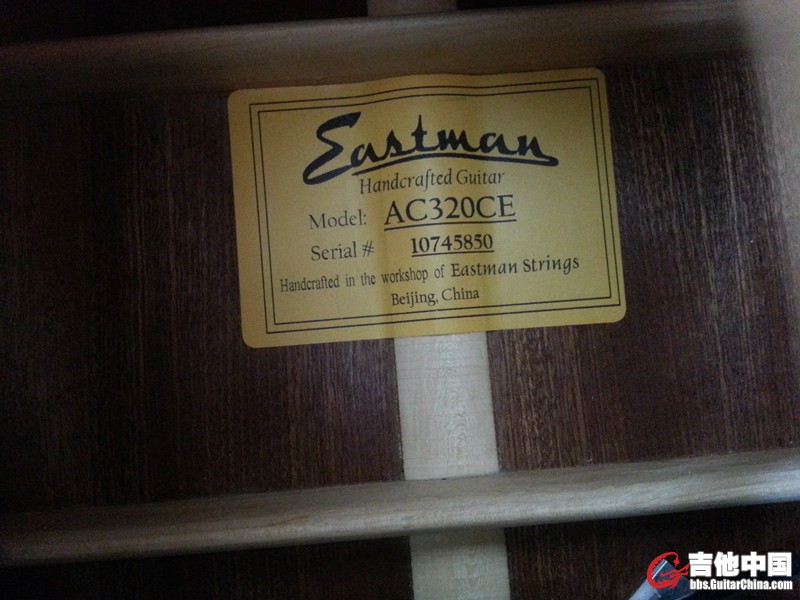 Eastman
Handcrafted Guitar
Model: AC320CE
Serial # 10745850
Handcrafted in the workshop of Eastman Strings
Beijing, China
吉他中国
bbs.GuitarChina.com